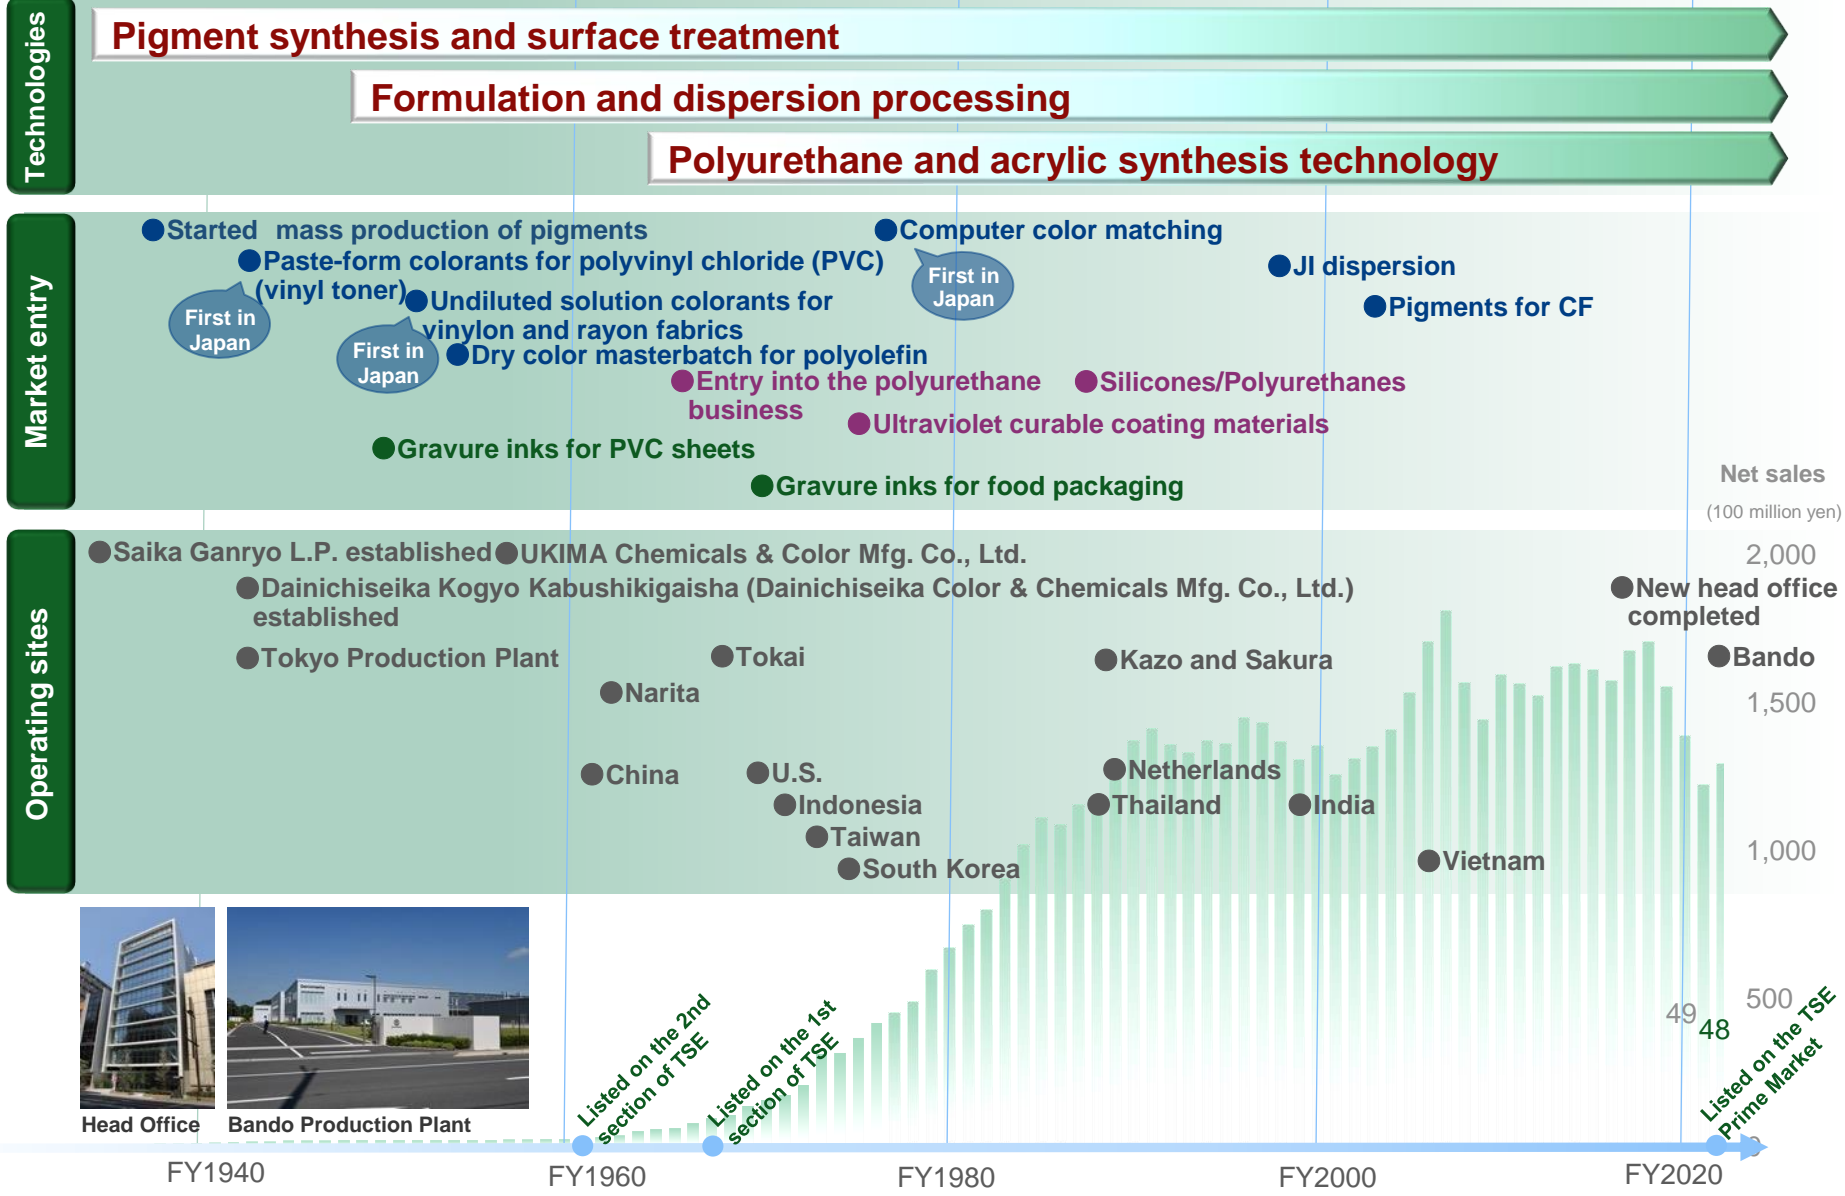 Technologies
Pigment synthesis and surface treatment
Formulation and dispersion processing
Polyurethane and acrylic synthesis technology
Market entry
Started mass production of pigments
Computer color matching
Paste-form colorants for polyvinyl chloride (PVC)
(vinyl toner)
First in
Japan
JI dispersion
First in
Japan
Undiluted solution colorants for
vinylon and rayon fabrics
Pigments for CF
First in
Japan
Dry color masterbatch for polyolefin
Entry into the polyurethane
business
Silicones/Polyurethanes
Ultraviolet curable coating materials
Gravure inks for PVC sheets
Gravure inks for food packaging
Net sales
(100 million yen)
Operating sites
Saika Ganryo L.P. established
UKIMA Chemicals & Color Mfg. Co., Ltd.
2,000
Dainichiseika Kogyo Kabushikigaisha (Dainichiseika Color & Chemicals Mfg. Co., Ltd.)
established
New head office
completed
Tokyo Production Plant
Tokai
Kazo and Sakura
Bando
Narita
1,500
China
U.S.
Netherlands
Indonesia
Thailand
India
Taiwan
South Korea
Vietnam
1,000
500
49
48
Listed on the 2nd
section of TSE
Listed on the 1st
section of TSE
Listed on the TSE
Prime Market
0
Head Office
Bando Production Plant
FY1940
FY1960
FY1980
FY2000
FY2020